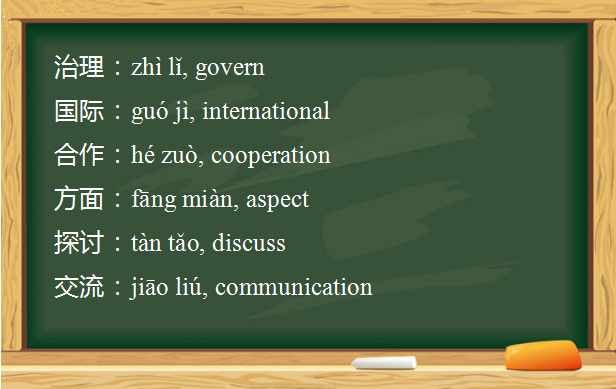 治理：zhì lǐ, govern
国际：guó jì, international
合作：hé zuò, cooperation
方面：fāng miàn, aspect
探讨：tàn tǎo, discuss
交流：jiāo liú, communication